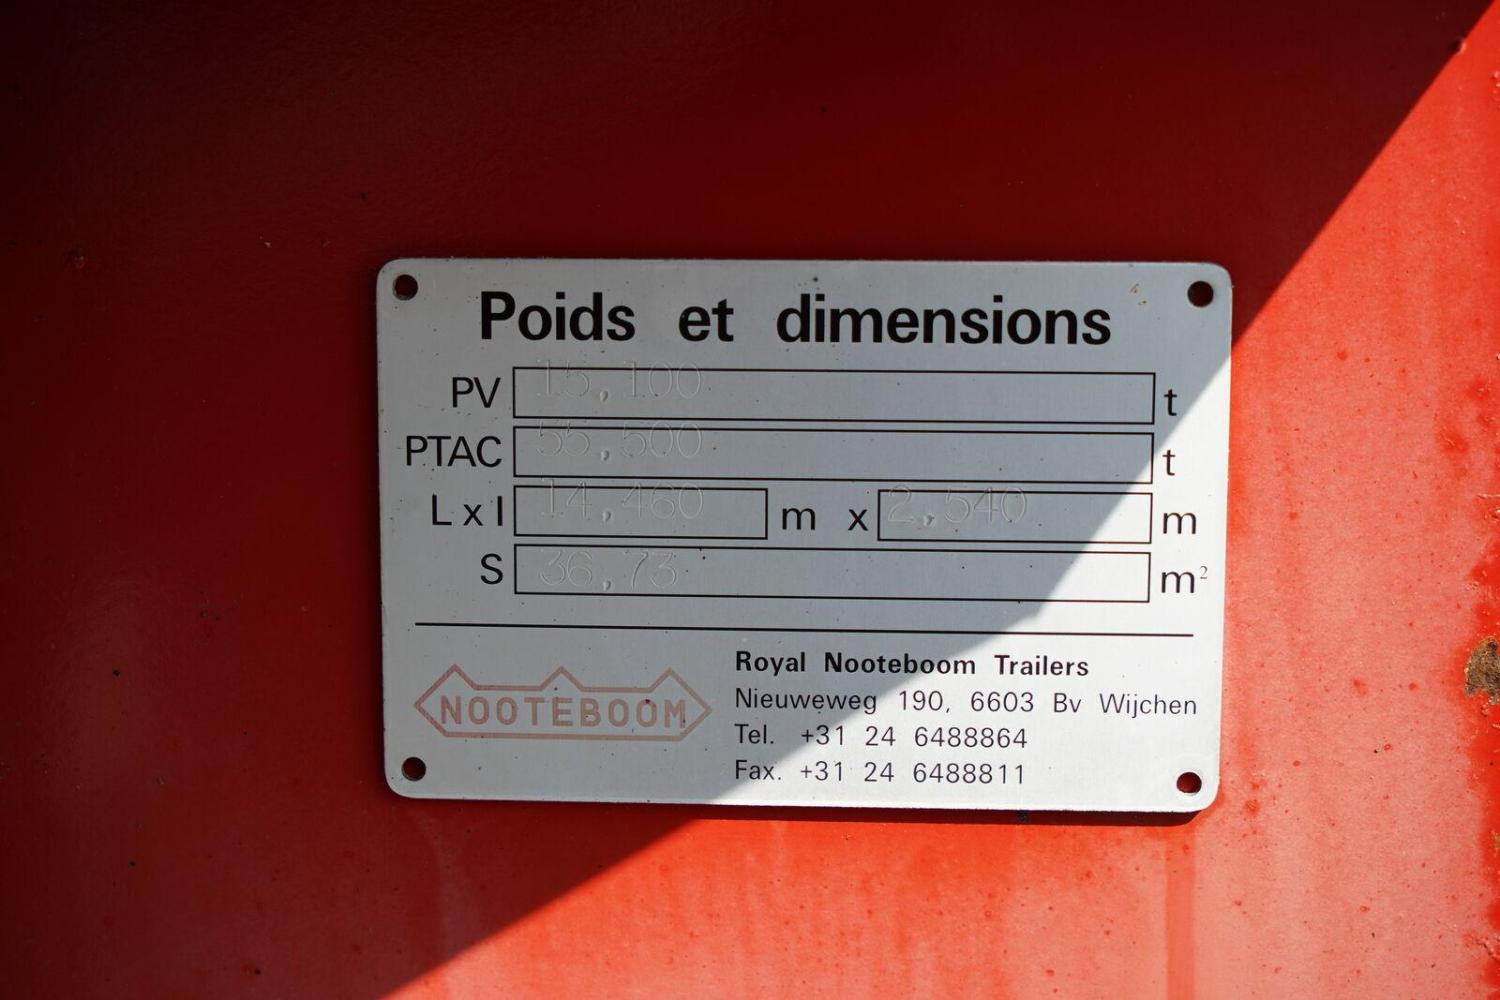 Poids et dimensions
PV 15,100 t
PTAC 55,500 t
L x l 14,460 m x 2,540 m
S 36,73 m²
NOOTEBOOM
Royal Nooteboom Trailers
Nieuweweg 190, 6603 Bv Wijchen
Tel. +31 24 6488864
Fax. +31 24 6488811